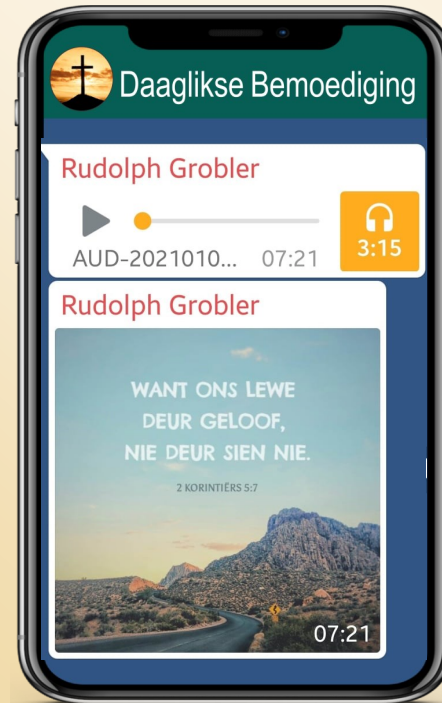 Daaglikse Bemoediging
Rudolph Grobler
3:15
AUD-2021010... 07:21
Rudolph Grobler
WANT ONS LEWE
DEUR GELOOF,
NIE DEUR SIEN NIE.
2 KORINTIËRS 5:7
07:21